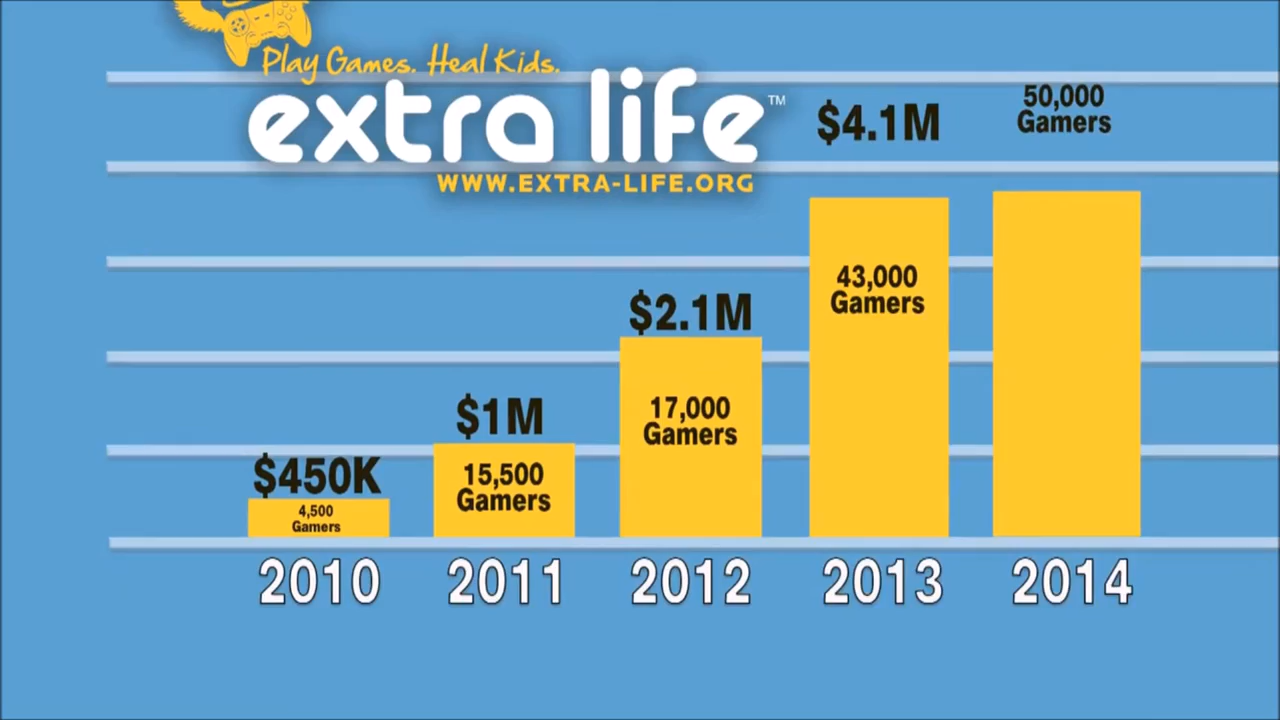 Play Games. Heal Kids.
extra life™
WWW.EXTRA-LIFE.ORG
$450K
4,500
Gamers
2010
$1M
15,500
Gamers
2011
$2.1M
17,000
Gamers
2012
$4.1M
43,000
Gamers
2013
50,000
Gamers
2014